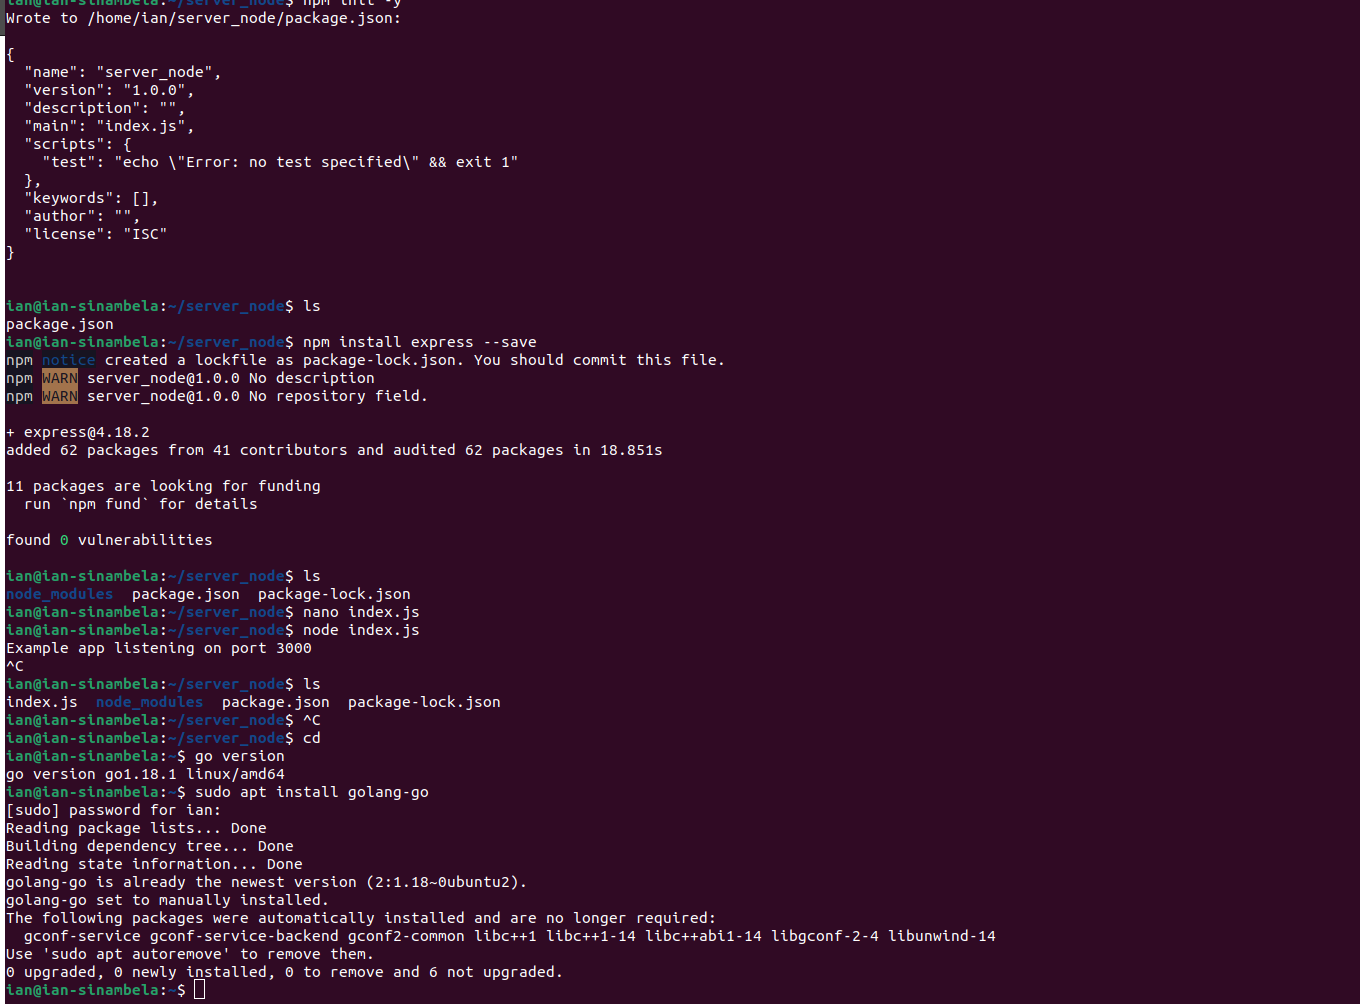 ian@ian-sinambela:~/server_node$ npm init -y
Wrote to /home/ian/server_node/package.json:
{
"name": "server_node",
"version": "1.0.0",
"description": "",
"main": "index.js",
"scripts": {
"test": "echo \"Error: no test specified\" && exit 1"
},
"keywords": [],
"author": "",
"license": "ISC"
}
ian@ian-sinambela:~/server_node$ ls
package.json
ian@ian-sinambela:~/server_node$ npm install express --save
npm notice created a lockfile as package-lock.json. You should commit this file.
npm WARN server_node@1.0.0 No description
npm WARN server_node@1.0.0 No repository field.
+ express@4.18.2
added 62 packages from 41 contributors and audited 62 packages in 18.851s
11 packages are looking for funding
run `npm fund` for details
found 0 vulnerabilities
ian@ian-sinambela:~/server_node$ ls
node_modules package.json package-lock.json
ian@ian-sinambela:~/server_node$ nano index.js
ian@ian-sinambela:~/server_node$ node index.js
Example app listening on port 3000
^C
ian@ian-sinambela:~/server_node$ ls
index.js node_modules package.json package-lock.json
ian@ian-sinambela:~/server_node$ ^C
ian@ian-sinambela:~/server_node$ cd
ian@ian-sinambela:~$ go version
go version go1.18.1 linux/amd64
ian@ian-sinambela:~$ sudo apt install golang-go
[sudo] password for ian:
Reading package lists... Done
Building dependency tree... Done
Reading state information... Done
golang-go is already the newest version (2:1.18~0ubuntu2).
golang-go set to manually installed.
The following packages were automatically installed and are no longer required:
gconf-service gconf-service-backend gconf2-common libc++1 libc++1-14 libc++abi1-14 libgconf-2-4 libunwind-14
Use 'sudo apt autoremove' to remove them.
0 upgraded, 0 newly installed, 0 to remove and 6 not upgraded.
ian@ian-sinambela:~$